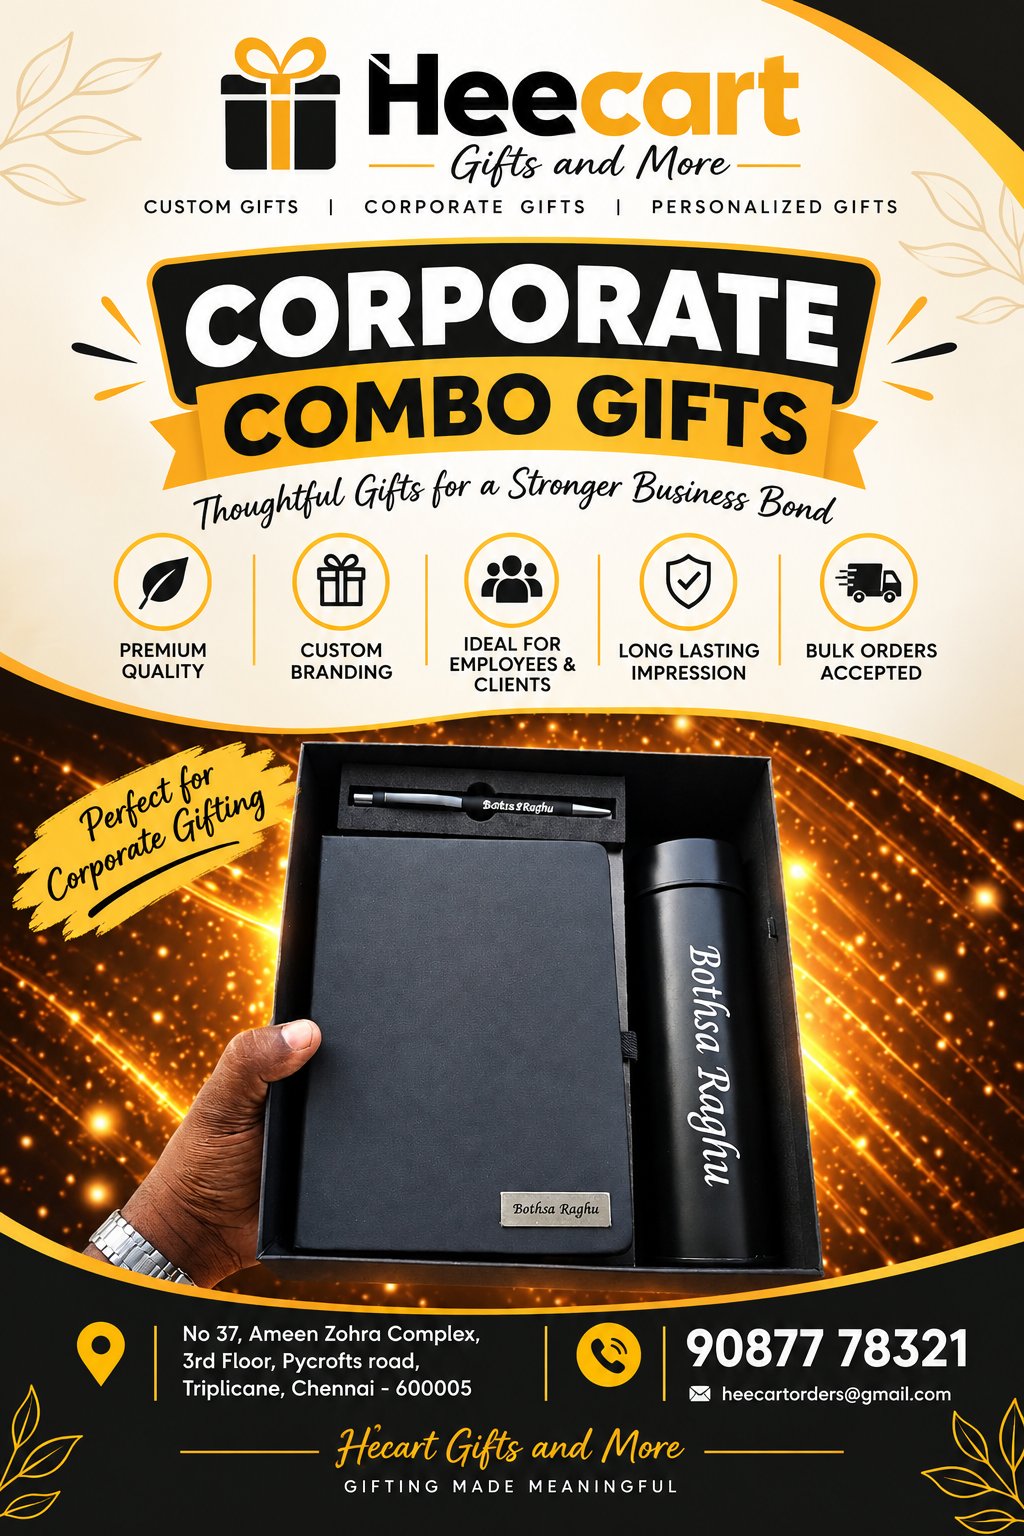 Heecart
Gifts and More
CUSTOM GIFTS | CORPORATE GIFTS | PERSONALIZED GIFTS
CORPORATE
COMBO GIFTS
Thoughtful Gifts for a Stronger Business Bond
PREMIUM
QUALITY
CUSTOM
BRANDING
IDEAL FOR
EMPLOYEES &
CLIENTS
LONG LASTING
IMPRESSION
BULK ORDERS
ACCEPTED
Perfect for
Corporate Gifting
Raghu
Bothsa Raghu
Bothsa Raghu
No 37, Ameen Zohra Complex,
3rd Floor, Pycrofts road,
Triplicane, Chennai - 600005
90877 78321
heecartorders@gmail.com
Hecart Gifts and More
GIFTING MADE MEANINGFUL